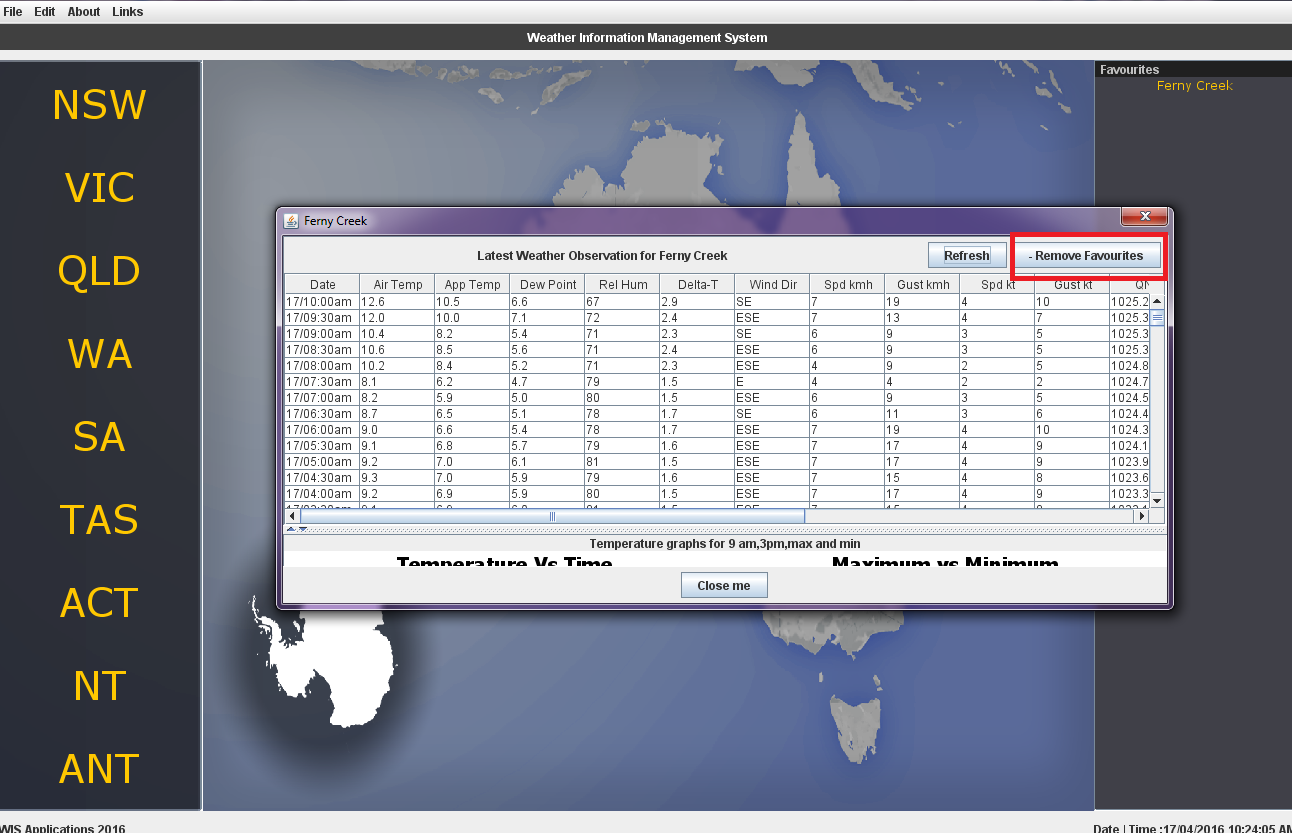 File Edit About Links
Weather Information Management System
NSW
VIC
QLD
WA
SA
TAS
ACT
NT
ANT
Favourites
Ferny Creek
Ferny Creek
Latest Weather Observation for Ferny Creek Refresh - Remove Favourites
Date Air Temp App Temp Dew Point Rel Hum Delta-T Wind Dir Spd kmh Gust kmh Spd kt Gust kt
17/10:00am 12.6 10.5 6.6 67 2.9 SE 7 19 4 10 1025.2
17/09:30am 12.0 10.0 7.1 72 2.4 ESE 7 13 4 7 1025.3
17/09:00am 10.4 8.2 5.4 71 2.3 SE 6 9 3 5 1025.3
17/08:30am 10.6 8.5 5.6 71 2.4 ESE 6 9 3 5 1025.3
17/08:00am 10.2 8.4 5.2 71 2.3 ESE 4 9 2 5 1024.8
17/07:30am 8.1 6.2 4.7 79 1.5 E 4 4 2 2 1024.7
17/07:00am 8.2 5.9 5.0 80 1.5 ESE 6 9 3 5 1024.5
17/06:30am 8.7 6.5 5.1 78 1.7 SE 6 11 3 6 1024.4
17/06:00am 9.0 6.6 5.4 78 1.7 ESE 7 19 4 10 1024.3
17/05:30am 9.1 6.8 5.7 79 1.6 ESE 7 17 4 9 1024.1
17/05:00am 9.2 7.0 6.1 81 1.5 ESE 7 17 4 9 1023.9
17/04:30am 9.3 7.0 5.9 79 1.6 ESE 7 15 4 8 1023.6
17/04:00am 9.2 6.9 5.9 80 1.5 ESE 7 17 4 9 1023.3
Temperature graphs for 9 am,3pm,max and min
Temperature Vs Time Maximum vs Minimum
Close me
WIS Applications 2016 Date | Time :17/04/2016 10:24:05 AM